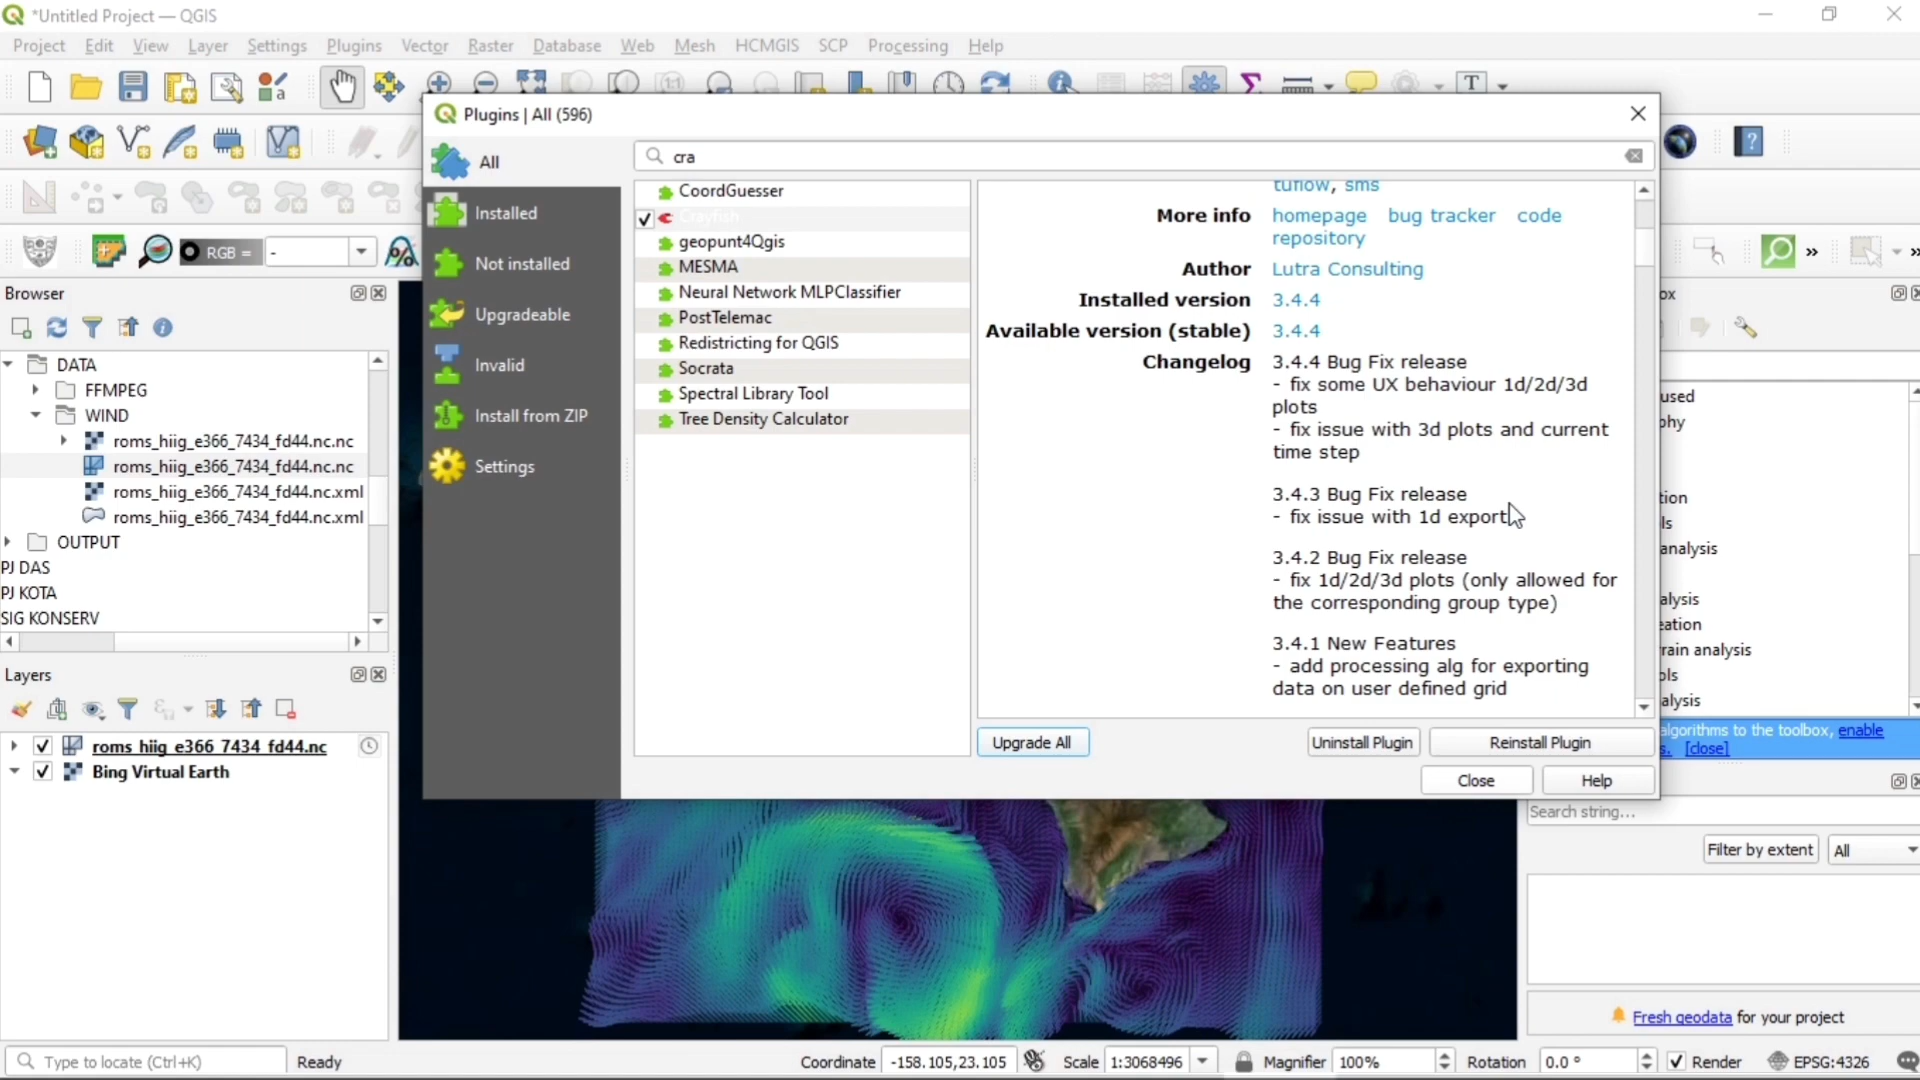 *Untitled Project — QGIS
Project Edit View Layer Settings Plugins Vector Raster Database Web Mesh HCMGIS SCP Processing Help
Plugins | All (596)
All
cra
Installed
Not installed
Upgradeable
Invalid
Install from ZIP
Settings
CoordGuesser
Crayfish
geopunt4Qgis
MESMA
Neural Network MLPClassifier
PostTelemac
Redistricting for QGIS
Socrata
Spectral Library Tool
Tree Density Calculator
tuflow, sms
More info homepage bug tracker code
repository
Author Lutra Consulting
Installed version 3.4.4
Available version (stable) 3.4.4
Changelog 3.4.4 Bug Fix release
- fix some UX behaviour 1d/2d/3d
plots
- fix issue with 3d plots and current
time step
3.4.3 Bug Fix release
- fix issue with 1d export
3.4.2 Bug Fix release
- fix 1d/2d/3d plots (only allowed for
the corresponding group type)
3.4.1 New Features
- add processing alg for exporting
data on user defined grid
Upgrade All Uninstall Plugin Reinstall Plugin
Close Help
RGB = -
Browser
DATA
FFMPEG
WIND
roms_hiig_e366_7434_fd44.nc.nc
roms_hiig_e366_7434_fd44.nc.nc
roms_hiig_e366_7434_fd44.nc.xml
roms_hiig_e366_7434_fd44.nc.xml
OUTPUT
PJ DAS
PJ KOTA
SIG KONSERV
Layers
roms_hiig_e366_7434_fd44.nc
Bing Virtual Earth
ox
used
phy
tion
ls
analysis
alysis
eation
rain analysis
ols
alysis
algorithms to the toolbox, enable
s. [close]
Search string...
Filter by extent All
Fresh geodata for your project
Type to locate (Ctrl+K) Ready Coordinate -158.105,23.105 Scale 1:3068496 Magnifier 100% Rotation 0.0 ° Render EPSG:4326